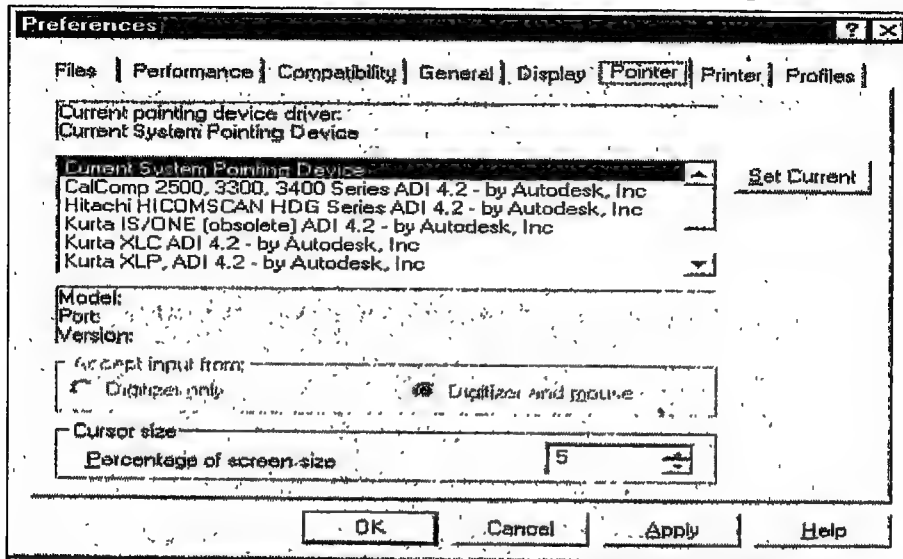 Preferences
Files Performance Compatibility General Display Pointer Printer Profiles
Current pointing device driver:
Current System Pointing Device
Current System Pointing Device
Set Current
CalComp 2500, 3300, 3400 Series ADI 4.2 - by Autodesk, Inc
Hitachi HICOMSCAN HDG Series ADI 4.2 - by Autodesk, Inc
Kurta IS/ONE (obsolete) ADI 4.2 - by Autodesk, Inc
Kurta XLC ADI 4.2 - by Autodesk, Inc
Kurta XLP, ADI 4.2 - by Autodesk, Inc
Model:
Port:
Version:
Accept input from:
Digitizer only Digitizer and mouse
Cursor size
Percentage of screen size 5
OK Cancel Apply Help